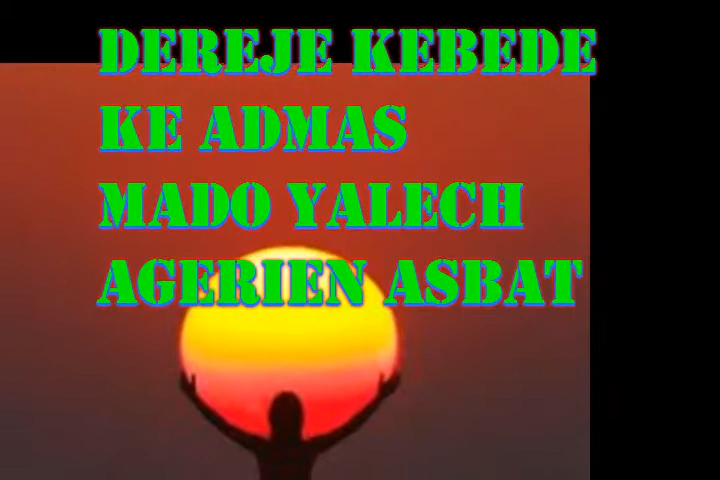 DEREJE KEBEDE
KE ADMAS
MADO YALECH
AGERIEN ASBAT